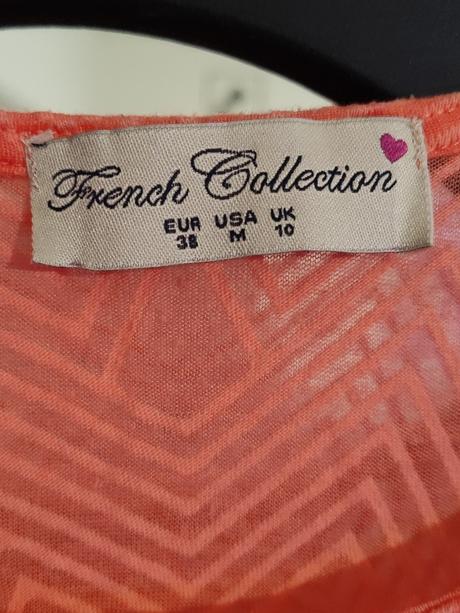 French Collection
EUR USA UK
38 M 10